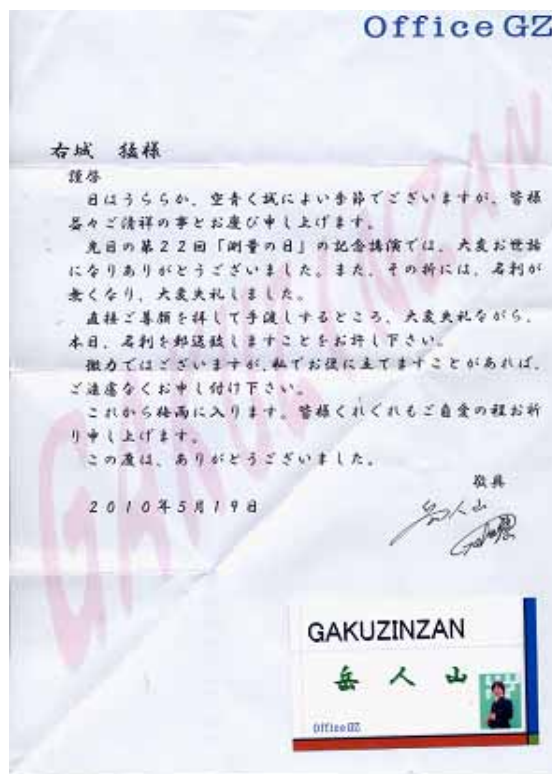 Office GZ
右城　猛様
謹啓
日はうららか、空青く誠によい季節でございますが、皆様
益々ご清祥の事とお慶び申し上げます。
先日の第２２回「測量の日」の記念講演では、大変お世話
になりありがとうございました。また、その折には、名刺が
無くなり、大変失礼しました。
直接ご尊顔を拝して手渡しするところ、大変失礼ながら、
本日、名刺を郵送致しますことをお許し下さい。
微力ではございますが、私でお役に立てますことがあれば、
ご遠慮なくお申し付け下さい。
これから梅雨に入ります。皆様くれぐれもご自愛の程お祈
り申し上げます。
この度は、ありがとうございました。
敬具
２０１０年５月１９日
岳人山
GAKUZINZAN
GAKUZINZAN
岳人山
Office GZ